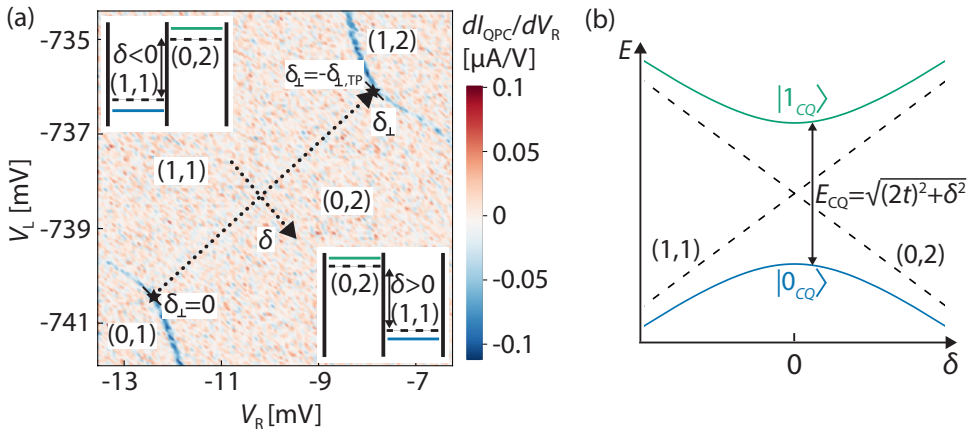 (a)
-735
-737
-739
-741
V_L [mV]
-13
-11
-9
-7
V_R [mV]
δ<0
(1,1)
(0,2)
(1,2)
δ⊥=-δ⊥,TP
δ⊥
(1,1)
(0,2)
δ
δ⊥=0
(0,1)
(0,2)
δ>0
(1,1)
dI_QPC/dV_R
[µA/V]
0.1
0.05
0
-0.05
-0.1
(b)
E
|1_CQ⟩
E_CQ=√(2t)²+δ²
(1,1)
(0,2)
|0_CQ⟩
0
δ